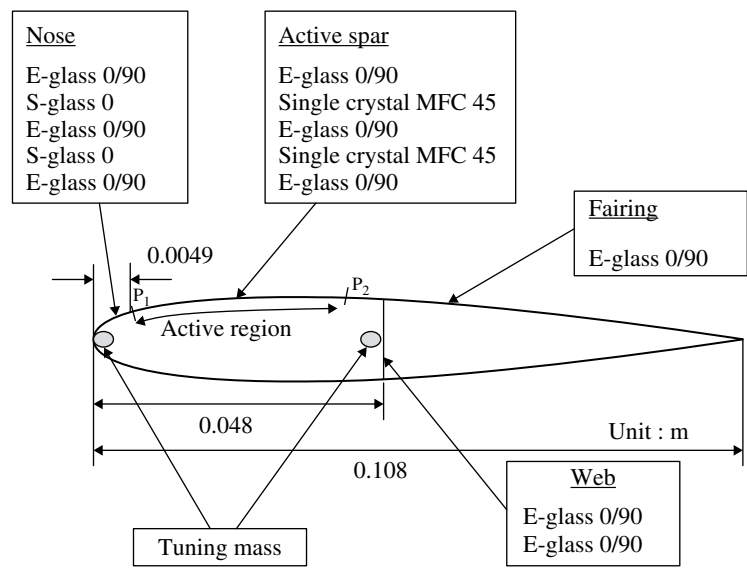 Nose
E-glass 0/90
S-glass 0
E-glass 0/90
S-glass 0
E-glass 0/90
Active spar
E-glass 0/90
Single crystal MFC 45
E-glass 0/90
Single crystal MFC 45
E-glass 0/90
Fairing
E-glass 0/90
0.0049
P1
P2
Active region
0.048
Unit : m
0.108
Tuning mass
Web
E-glass 0/90
E-glass 0/90